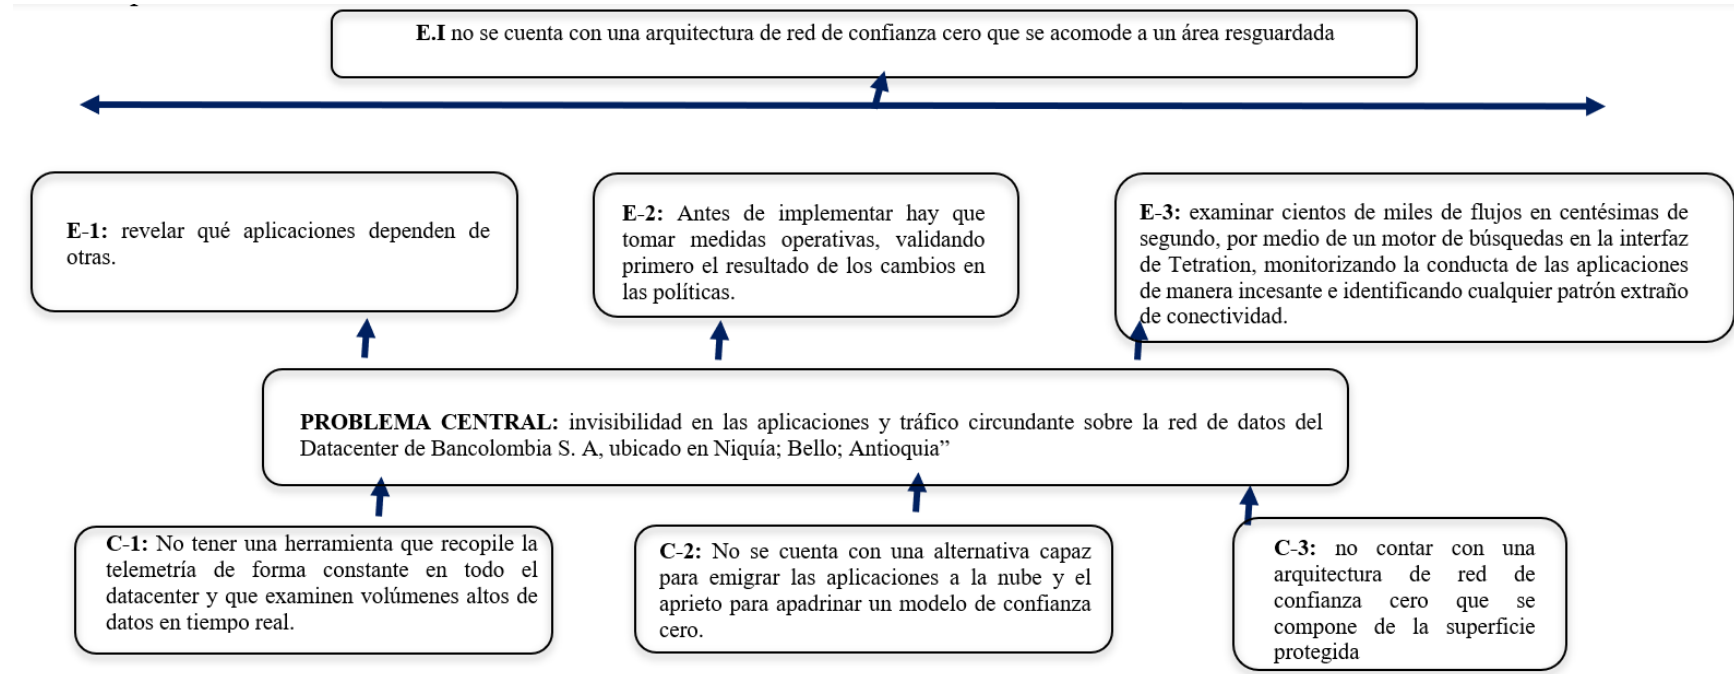 E.I no se cuenta con una arquitectura de red de confianza cero que se acomode a un área resguardada
E-1: revelar qué aplicaciones dependen de
otras.
E-2: Antes de implementar hay que
tomar medidas operativas, validando
primero el resultado de los cambios en
las políticas.
E-3: examinar cientos de miles de flujos en centésimas de
segundo, por medio de un motor de búsquedas en la interfaz
de Tetration, monitorizando la conducta de las aplicaciones
de manera incesante e identificando cualquier patrón extraño
de conectividad.
PROBLEMA CENTRAL: invisibilidad en las aplicaciones y tráfico circundante sobre la red de datos del
Datacenter de Bancolombia S. A, ubicado en Niquía; Bello; Antioquia”
C-1: No tener una herramienta que recopile la
telemetría de forma constante en todo el
datacenter y que examinen volúmenes altos de
datos en tiempo real.
C-2: No se cuenta con una alternativa capaz
para emigrar las aplicaciones a la nube y el
aprieto para apadrinar un modelo de confianza
cero.
C-3: no contar con una
arquitectura de red de
confianza cero que se
compone de la superficie
protegida